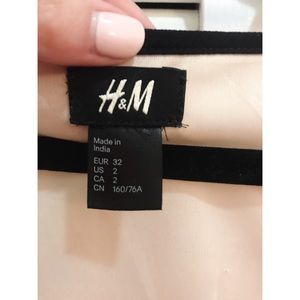 H&M
Made in
India
EUR 32
US 2
CA 2
CN 160/76A